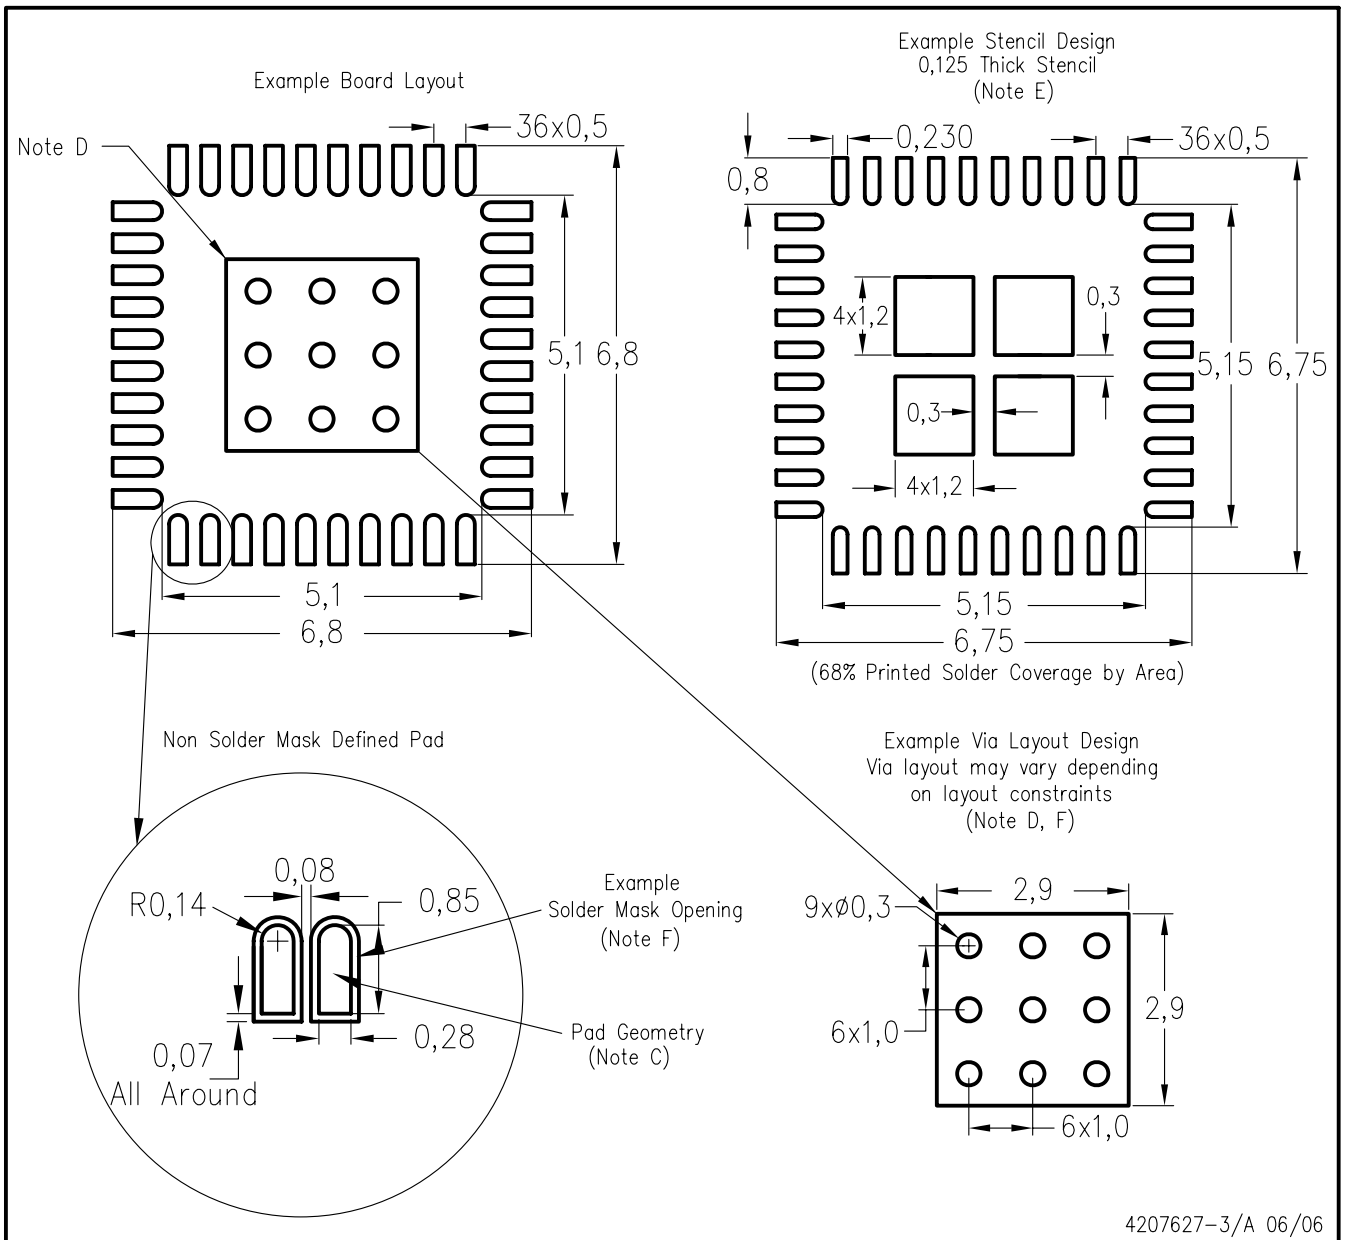 Example Board Layout
Note D
36x0,5
5,1
6,8
5,1
6,8
Example Stencil Design
0,125 Thick Stencil
(Note E)
0,230
36x0,5
0,8
4x1,2
0,3
0,3
4x1,2
5,15
6,75
5,15
6,75
(68% Printed Solder Coverage by Area)
Non Solder Mask Defined Pad
0,08
R0,14
0,85
Example
Solder Mask Opening
(Note F)
0,28
Pad Geometry
(Note C)
0,07
All Around
Example Via Layout Design
Via layout may vary depending
on layout constraints
(Note D, F)
2,9
9xø0,3
6x1,0
2,9
6x1,0
4207627-3/A 06/06